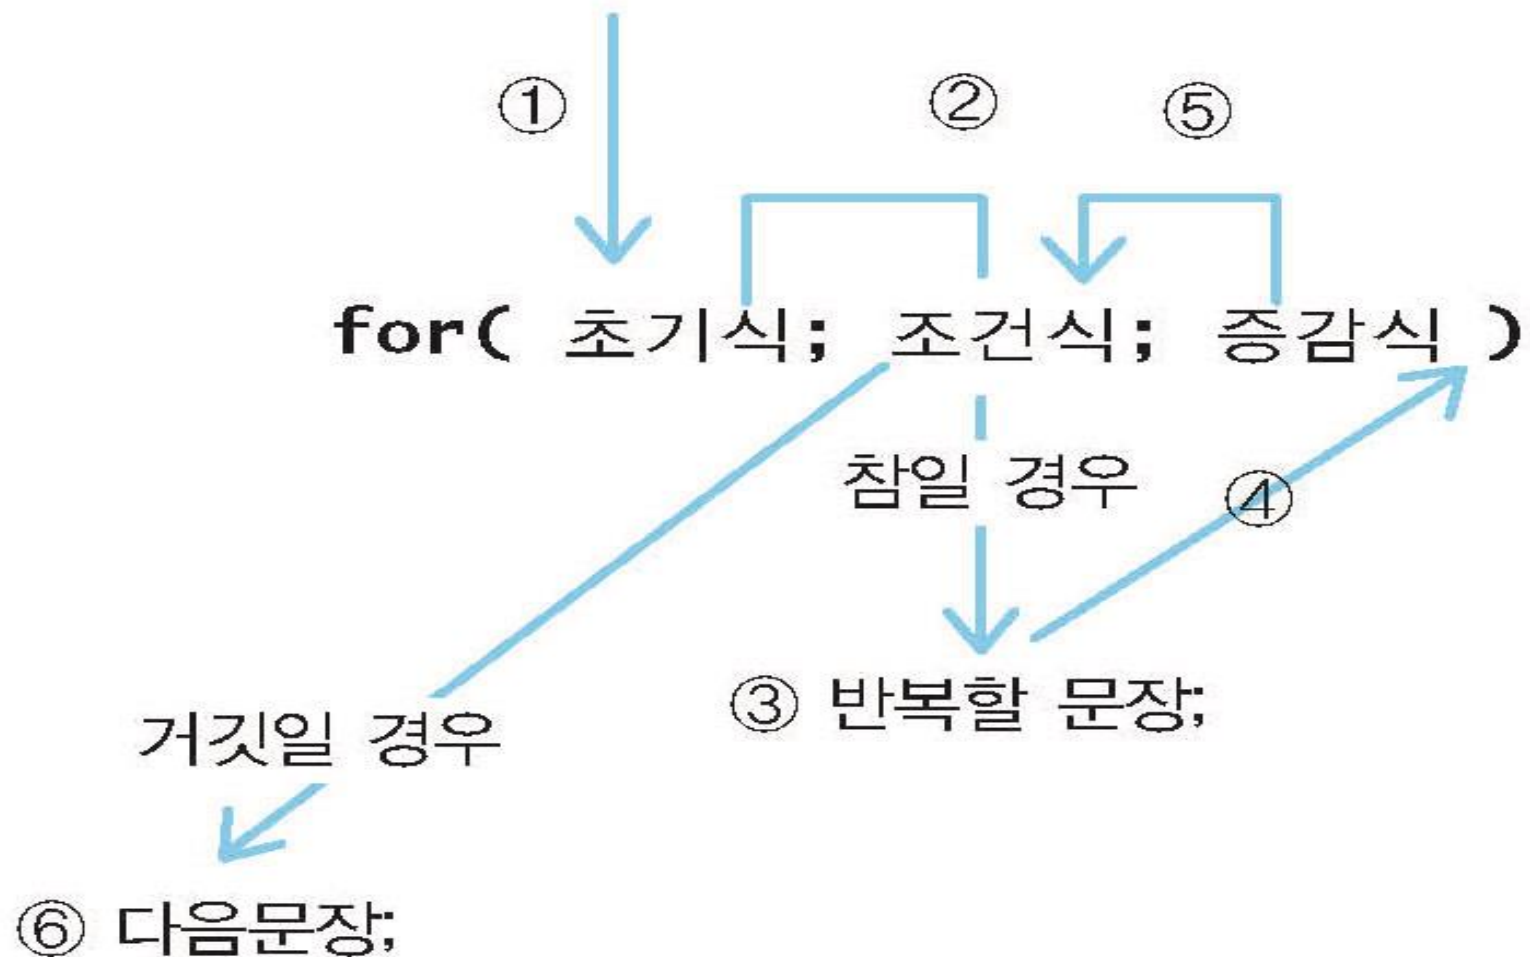 ① ② ⑤
for( 초기식; 조건식; 증감식 )
참일 경우 ④
③ 반복할 문장;
거깃일 경우
⑥ 다음문장;